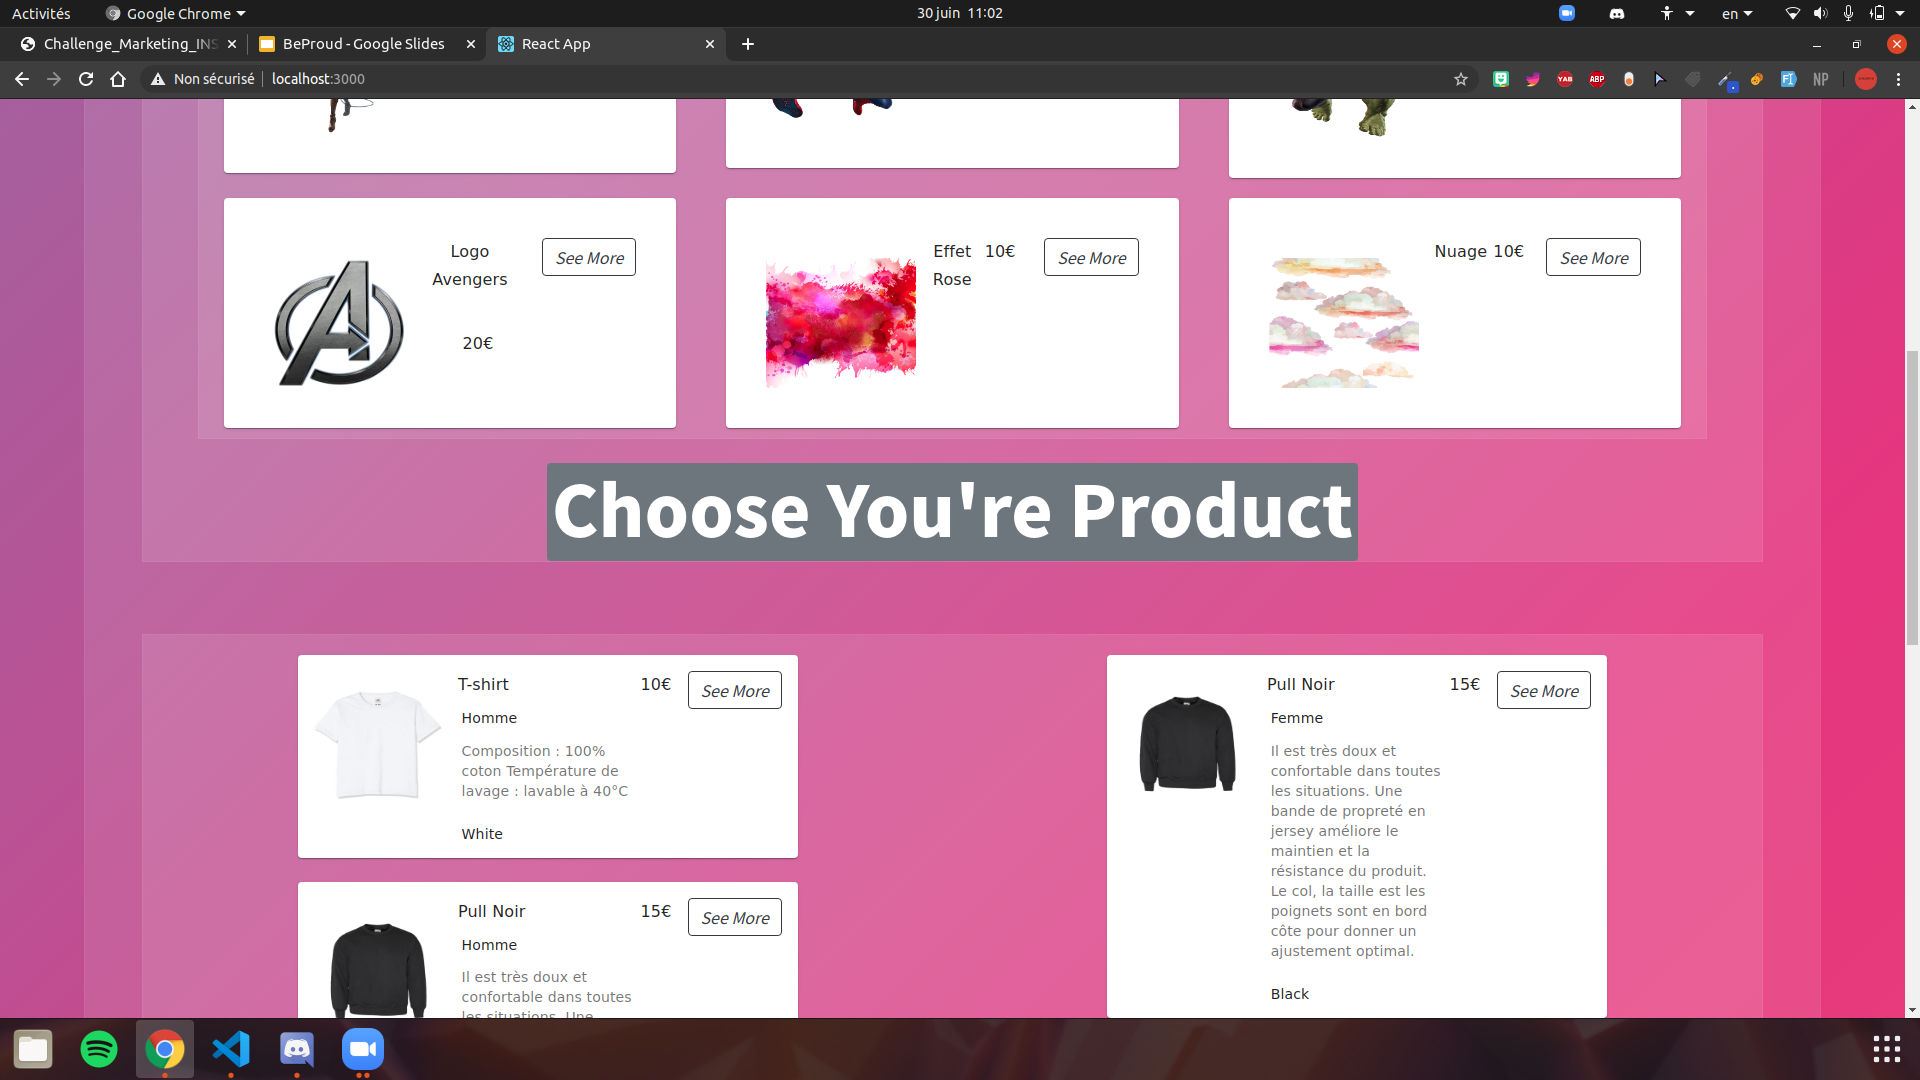 Activités
Google Chrome
30 juin 11:02
en
Challenge_Marketing_INS
BeProud - Google Slides
React App
Non sécurisé
localhost:3000
YAB
ABP
NP
Logo
Avengers
20€
See More
Effet
Rose
10€
See More
Nuage 10€
See More
Choose You're Product
T-shirt
10€
See More
Homme
Composition : 100%
coton Température de
lavage : lavable à 40°C
White
Pull Noir
15€
See More
Femme
Il est très doux et
confortable dans toutes
les situations. Une
bande de propreté en
jersey améliore le
maintien et la
résistance du produit.
Le col, la taille est les
poignets sont en bord
côte pour donner un
ajustement optimal.
Black
Pull Noir
15€
See More
Homme
Il est très doux et
confortable dans toutes
les situations. Une